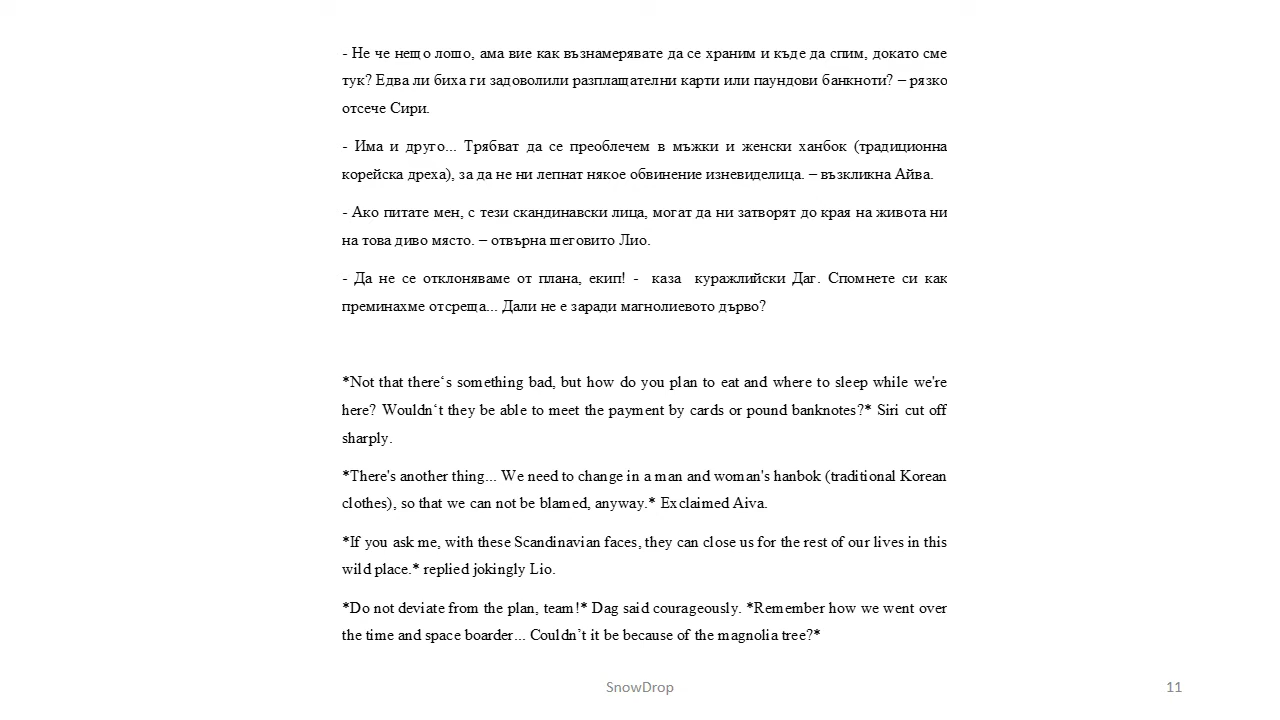 - Не че нещо лошо, ама вие как възнамерявате да се храним и къде да спим, докато сме
тук? Едва ли биха ги задоволили разплащателни карти или паундови банкноти? – рязко
отсече Сири.
- Има и друго... Трябват да се преоблечем в мъжки и женски ханбок (традиционна
корейска дреха), за да не ни лепнат някое обвинение изневиделица. – възкликна Айва.
- Ако питате мен, с тези скандинавски лица, могат да ни затворят до края на живота ни
на това диво място. – отвърна шеговито Лио.
- Да не се отклоняваме от плана, екип! - каза куражлийски Даг. Спомнете си как
преминахме отсреща... Дали не е заради магнолиевото дърво?
*Not that there‘s something bad, but how do you plan to eat and where to sleep while we're
here? Wouldn‘t they be able to meet the payment by cards or pound banknotes?* Siri cut off
sharply.
*There's another thing... We need to change in a man and woman's hanbok (traditional Korean
clothes), so that we can not be blamed, anyway.* Exclaimed Aiva.
*If you ask me, with these Scandinavian faces, they can close us for the rest of our lives in this
wild place.* replied jokingly Lio.
*Do not deviate from the plan, team!* Dag said courageously. *Remember how we went over
the time and space boarder... Couldn’t it be because of the magnolia tree?*
SnowDrop
11